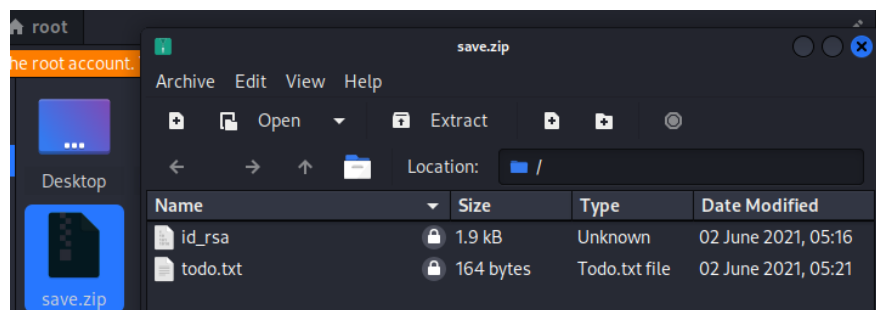 root
save.zip
he root account.
Archive Edit View Help
Open Extract
Location: /
Desktop
Name Size Type Date Modified
id_rsa 1.9 kB Unknown 02 June 2021, 05:16
todo.txt 164 bytes Todo.txt file 02 June 2021, 05:21
save.zip